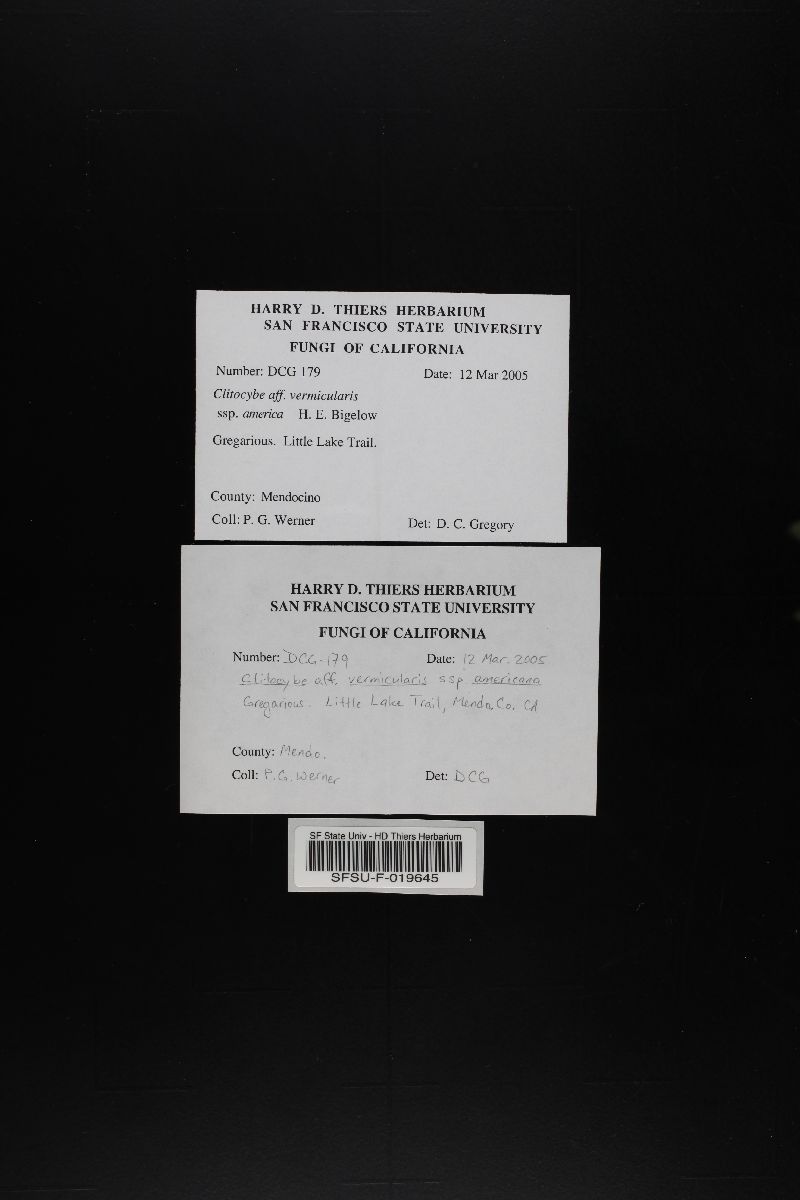 HARRY D. THIERS HERBARIUM
SAN FRANCISCO STATE UNIVERSITY
FUNGI OF CALIFORNIA
Number: DCG 179 Date: 12 Mar 2005
Clitocybe aff. vermicularis
ssp. america H. E. Bigelow
Gregarious. Little Lake Trail.
County: Mendocino
Coll: P. G. Werner Det: D. C. Gregory
HARRY D. THIERS HERBARIUM
SAN FRANCISCO STATE UNIVERSITY
FUNGI OF CALIFORNIA
Number: DCG-179 Date: 12 Mar. 2005
Clitocybe aff. vermicularis ssp. americana
Gregarious. Little Lake Trail, Mendo. Co. CA
County: Mendo.
Coll: P. G. Werner Det: DCG
SF State Univ - HD Thiers Herbarium
SFSU-F-019645